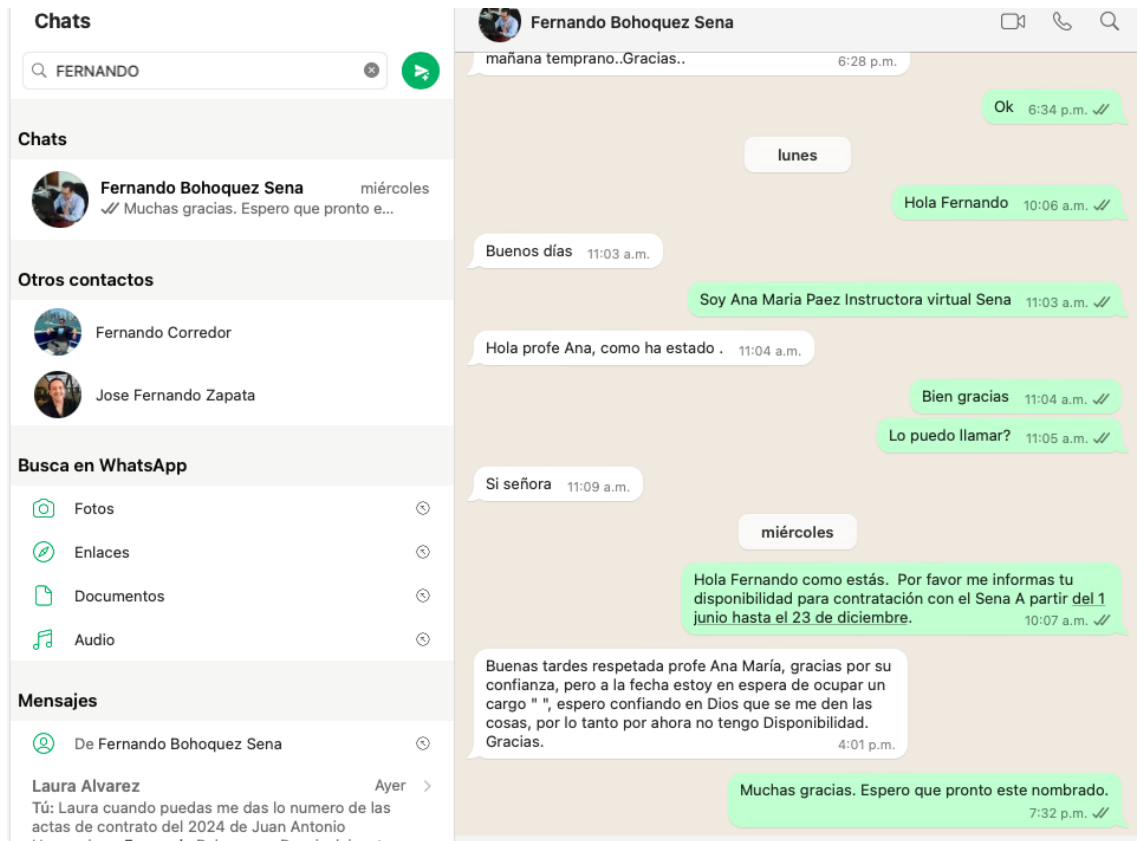 Chats
FERNANDO
Chats
Fernando Bohoquez Sena miércoles
Muchas gracias. Espero que pronto e...
Otros contactos
Fernando Corredor
Jose Fernando Zapata
Busca en WhatsApp
Fotos
Enlaces
Documentos
Audio
Mensajes
De Fernando Bohoquez Sena
Laura Alvarez Ayer
Tú: Laura cuando puedas me das lo numero de las
actas de contrato del 2024 de Juan Antonio
Fernando Bohoquez Sena
mañana temprano..Gracias.. 6:28 p.m.
Ok 6:34 p.m.
lunes
Hola Fernando 10:06 a.m.
Buenos días 11:03 a.m.
Soy Ana Maria Paez Instructora virtual Sena 11:03 a.m.
Hola profe Ana, como ha estado . 11:04 a.m.
Bien gracias 11:04 a.m.
Lo puedo llamar? 11:05 a.m.
Si señora 11:09 a.m.
miércoles
Hola Fernando como estás. Por favor me informas tu
disponibilidad para contratación con el Sena A partir del 1
junio hasta el 23 de diciembre. 10:07 a.m.
Buenas tardes respetada profe Ana María, gracias por su
confianza, pero a la fecha estoy en espera de ocupar un
cargo " ", espero confiando en Dios que se me den las
cosas, por lo tanto por ahora no tengo Disponibilidad.
Gracias. 4:01 p.m.
Muchas gracias. Espero que pronto este nombrado.
7:32 p.m.